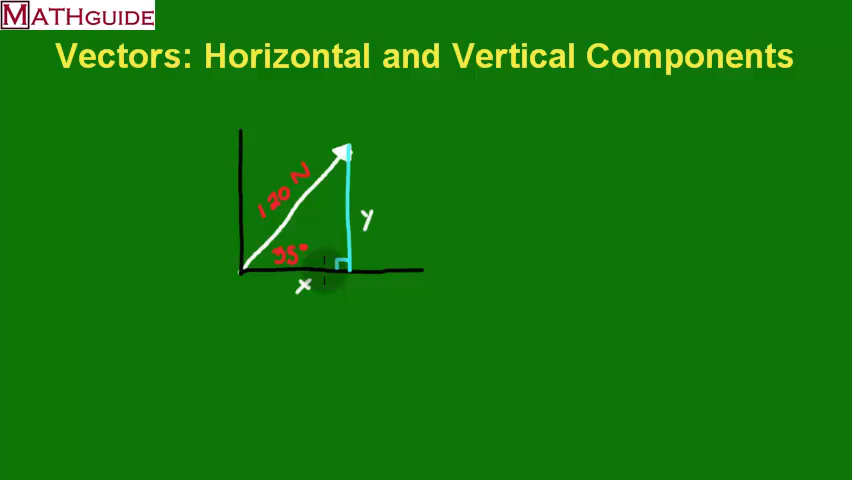 MATHGUIDE
Vectors: Horizontal and Vertical Components
120 N
y
35°
x